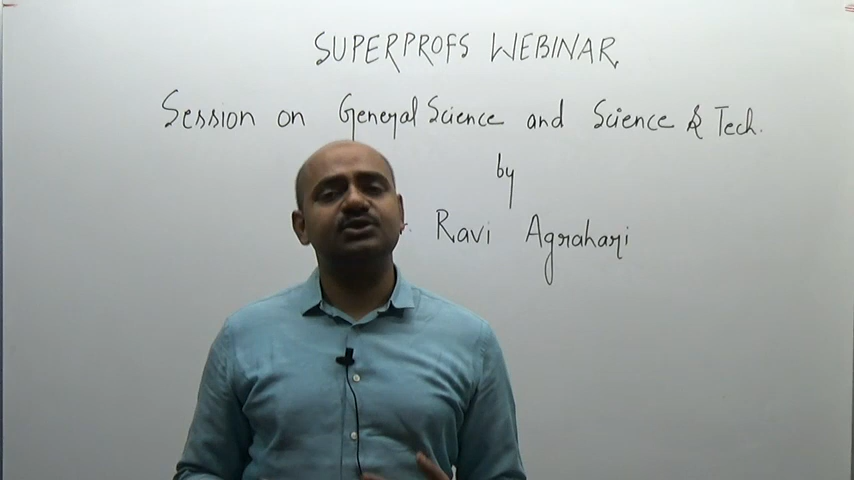 SUPERPROFS WEBINAR
Session on General Science and Science & Tech.
by
Ravi Agrahari